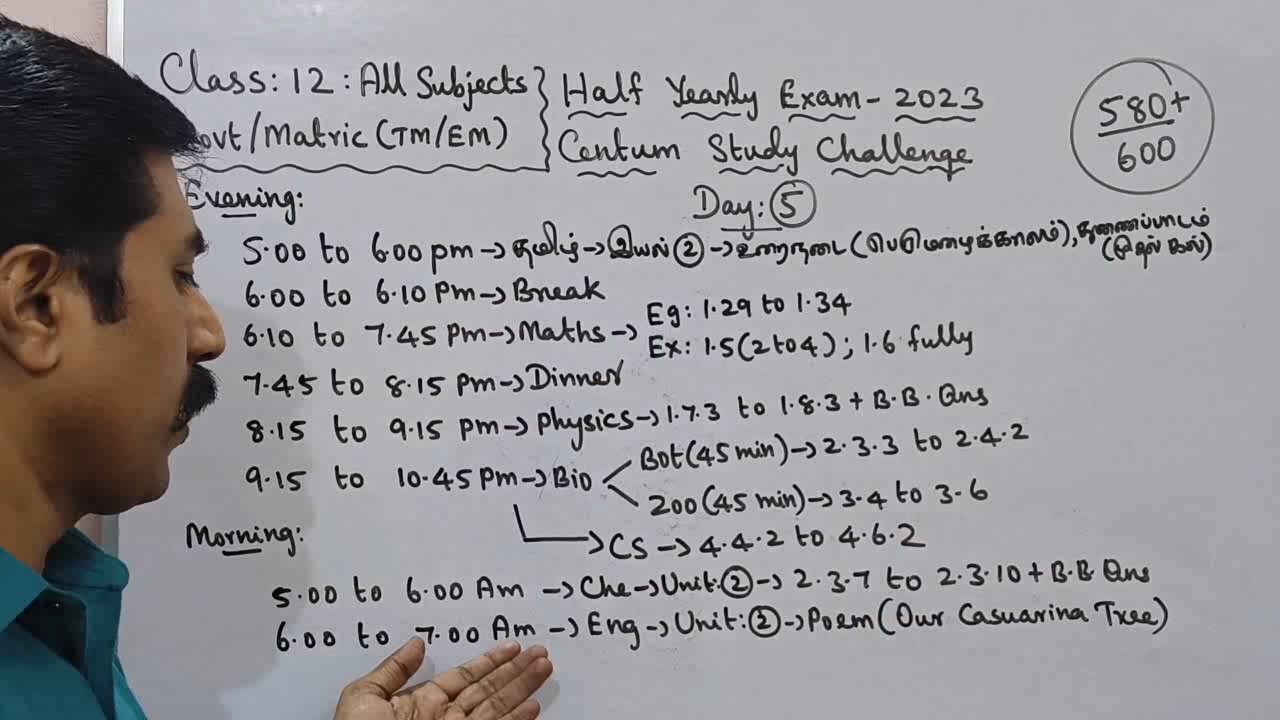 Class: 12 : All Subjects
ovt/Matric (TM/EM)
Half Yearly Exam - 2023
Centum Study Challenge
580+
600
Day: 5
Evening:
5.00 to 6.00 pm → தமிழ் → இயல் 2 → உரைநடை (பெருமழைக்காலம்), துணைப்பாடம்
(முதல் கல்)
6.00 to 6.10 Pm → Break
6.10 to 7.45 Pm → Maths → Eg: 1.29 to 1.34
Ex: 1.5 (2 to 4) ; 1.6 fully
7.45 to 8.15 Pm → Dinner
8.15 to 9.15 pm → Physics → 1.7.3 to 1.8.3 + B.B. Qns
9.15 to 10.45 Pm → Bio
Bot (45 min) → 2.3.3 to 2.4.2
Zoo (45 min) → 3.4 to 3.6
→ CS → 4.4.2 to 4.6.2
Morning:
5.00 to 6.00 Am → Che → Unit: 2 → 2.3.7 to 2.3.10 + B.B Qns
6.00 to 7.00 Am → Eng → Unit: 2 → Poem (Our Casuarina Tree)